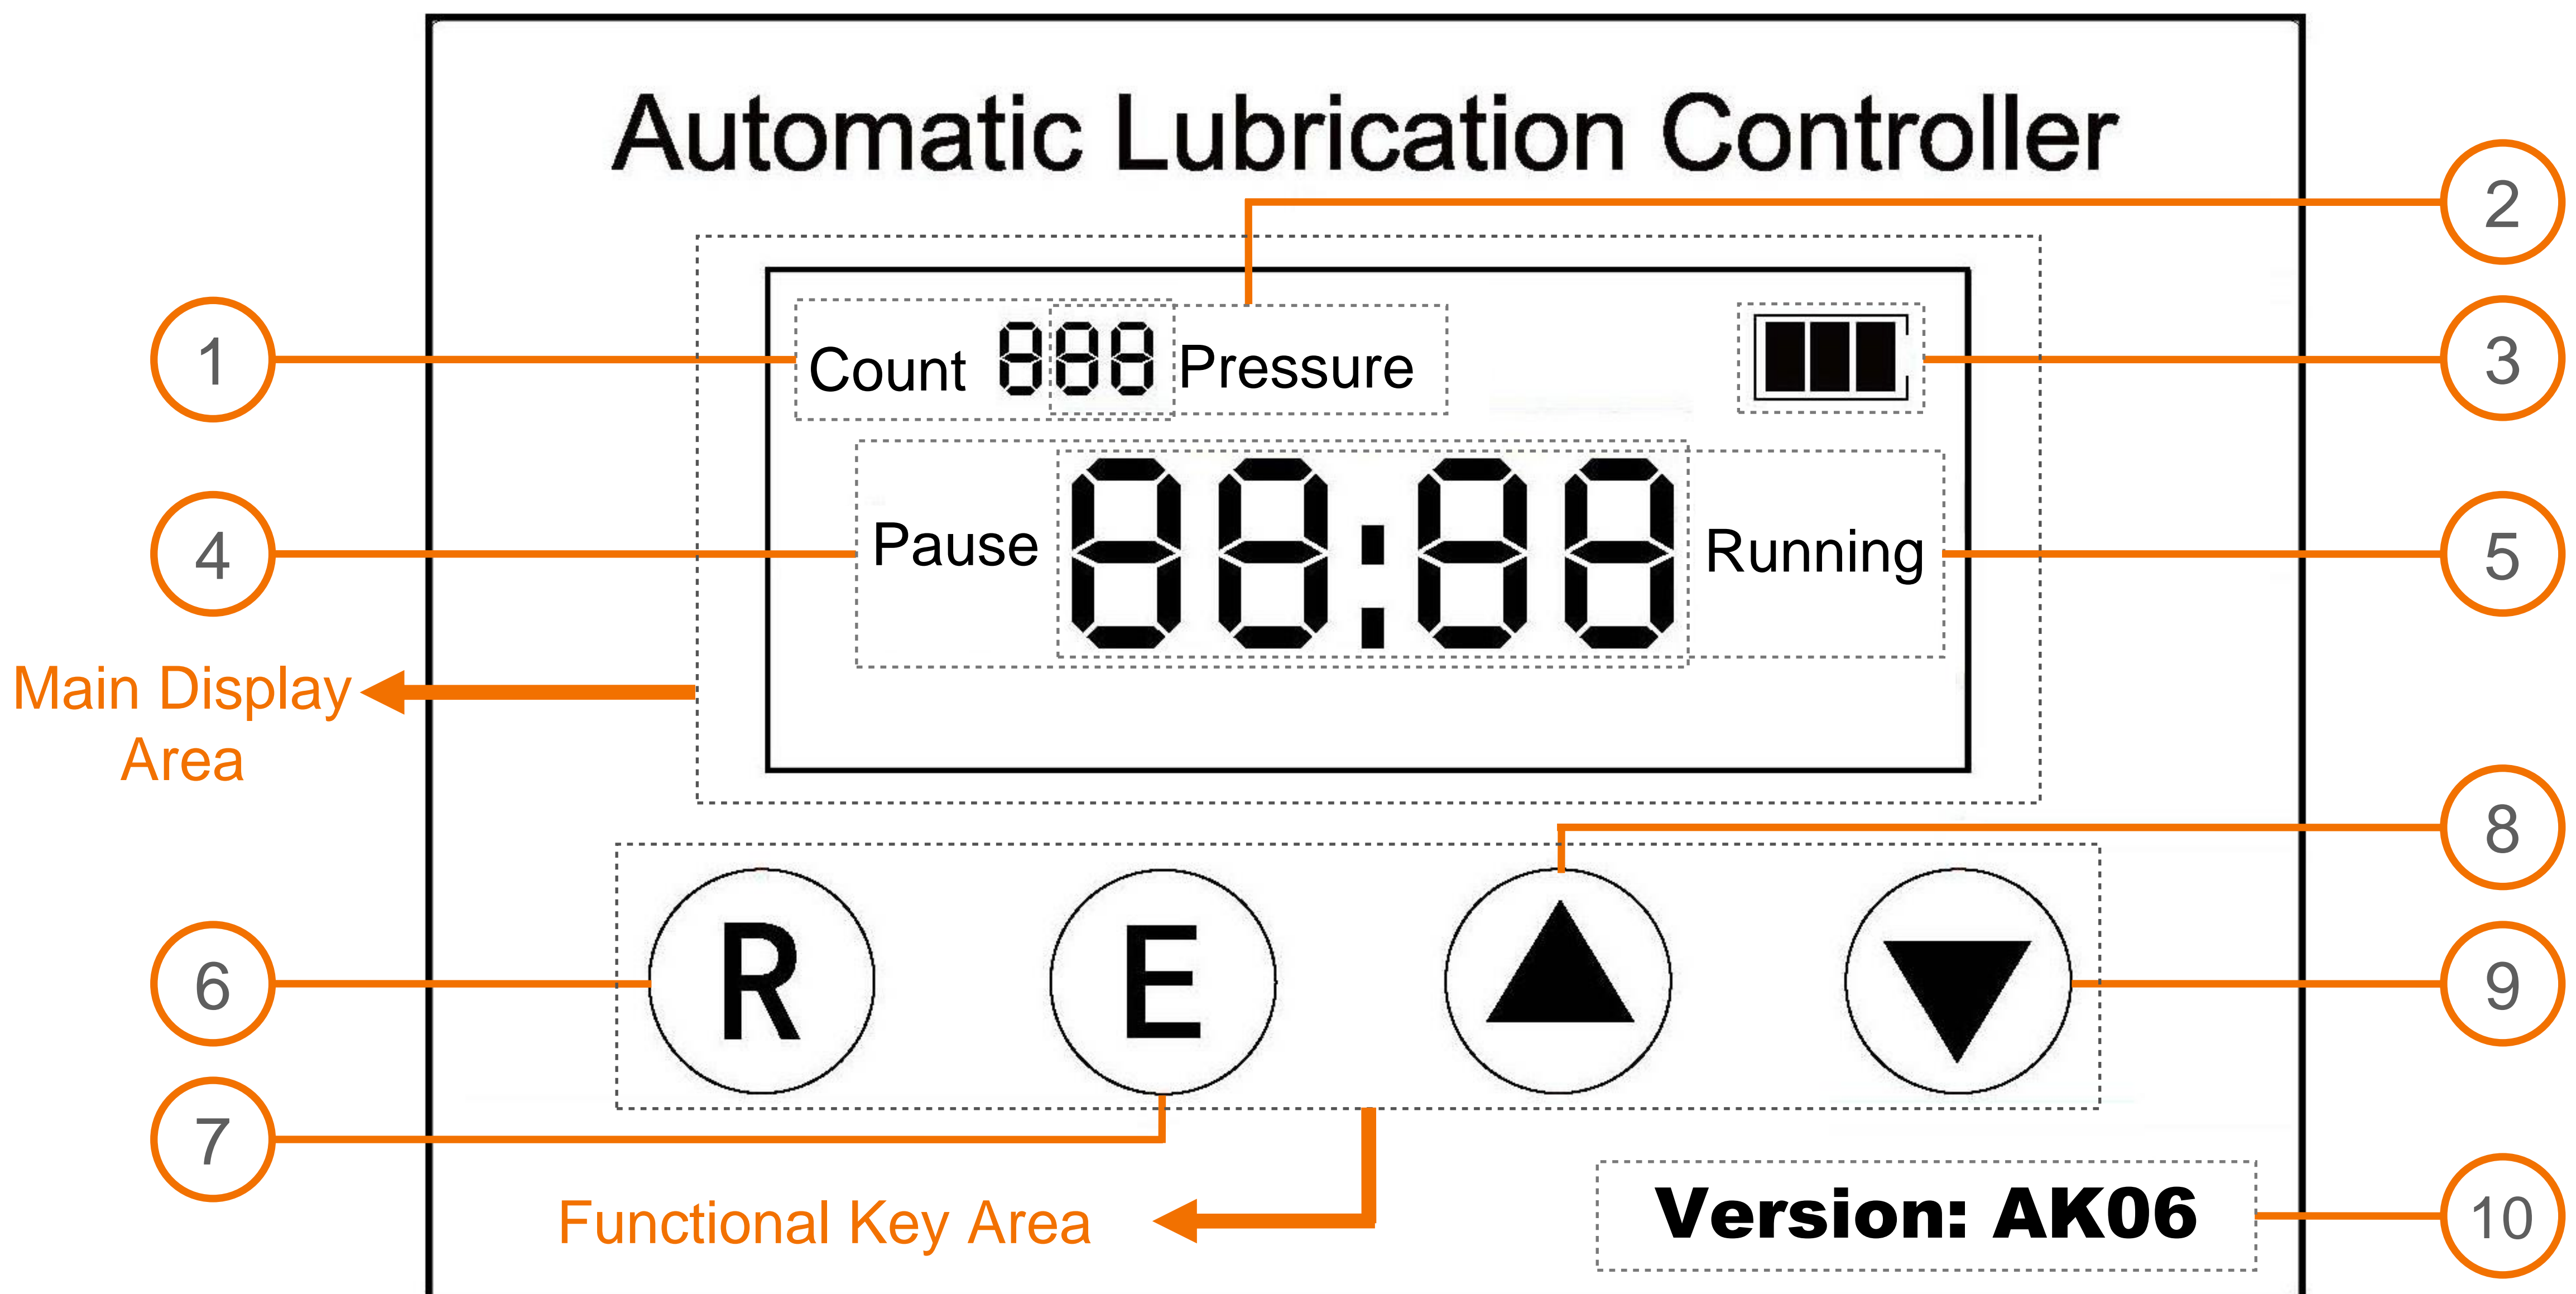 Automatic Lubrication Controller
2
1
Count 888 Pressure
3
4
Pause 88:88 Running
5
Main Display
Area
8
6
R E
9
7
Functional Key Area
Version: AK06
10